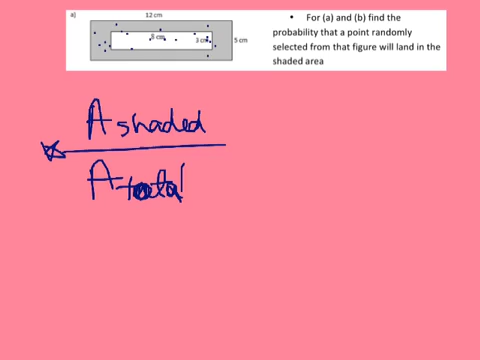 a)
12 cm
8 cm
3 cm
5 cm
• For (a) and (b) find the
probability that a point randomly
selected from that figure will land in the
shaded area
A shaded
A total